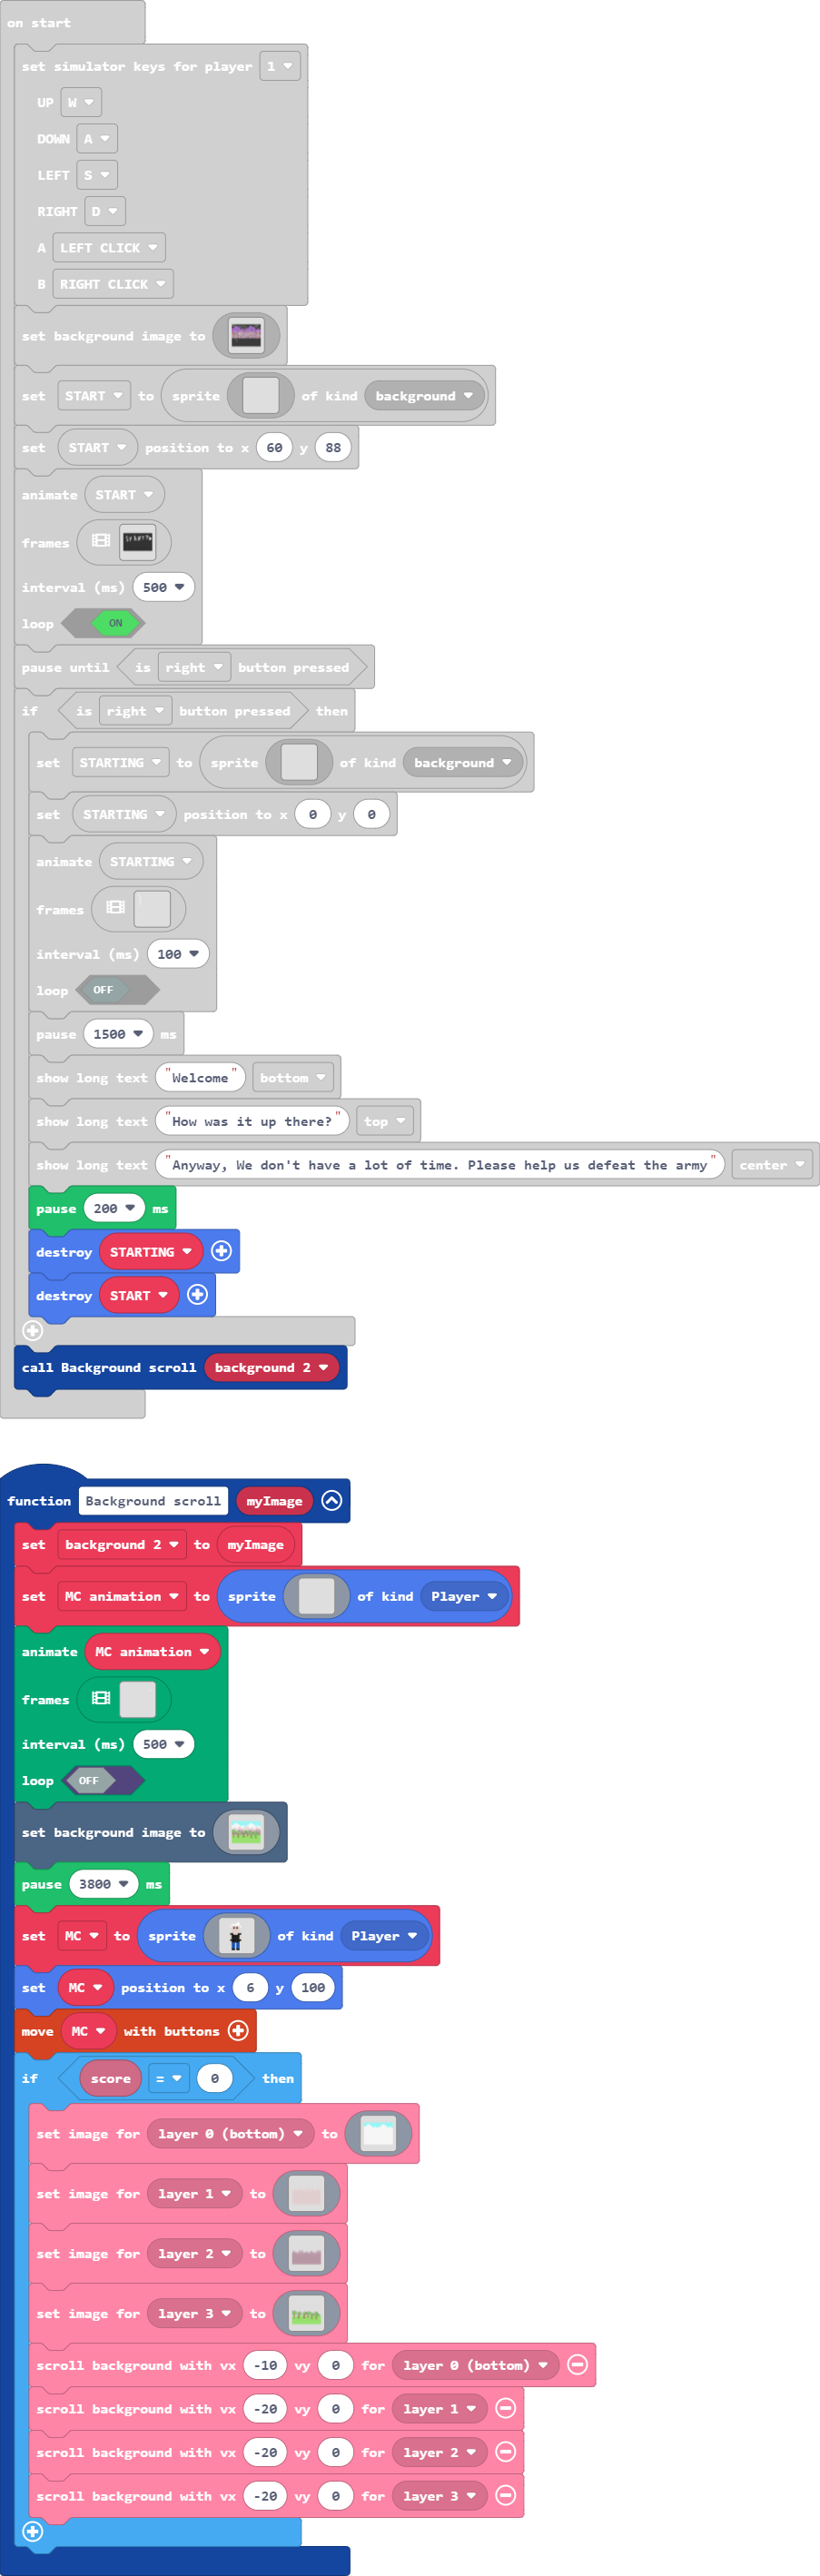 on start
set simulator keys for player 1
UP W
DOWN A
LEFT S
RIGHT D
A LEFT CLICK
B RIGHT CLICK
set background image to
set START to sprite of kind background
set START position to x 60 y 88
animate START
frames
interval (ms) 500
loop ON
pause until is right button pressed
if is right button pressed then
set STARTING to sprite of kind background
set STARTING position to x 0 y 0
animate STARTING
frames
interval (ms) 100
loop OFF
pause 1500 ms
show long text "Welcome" bottom
show long text "How was it up there?" top
show long text "Anyway, We don't have a lot of time. Please help us defeat the army" center
pause 200 ms
destroy STARTING
destroy START
call Background scroll background 2
function Background scroll myImage
set background 2 to myImage
set MC animation to sprite of kind Player
animate MC animation
frames
interval (ms) 500
loop OFF
set background image to
pause 3800 ms
set MC to sprite of kind Player
set MC position to x 6 y 100
move MC with buttons
if score = 0 then
set image for layer 0 (bottom) to
set image for layer 1 to
set image for layer 2 to
set image for layer 3 to
scroll background with vx -10 vy 0 for layer 0 (bottom)
scroll background with vx -20 vy 0 for layer 1
scroll background with vx -20 vy 0 for layer 2
scroll background with vx -20 vy 0 for layer 3